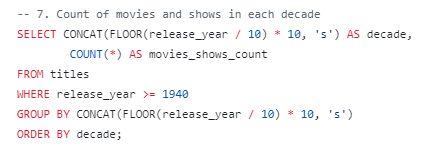 -- 7. Count of movies and shows in each decade
SELECT CONCAT(FLOOR(release_year / 10) * 10, 's') AS decade,
COUNT(*) AS movies_shows_count
FROM titles
WHERE release_year >= 1940
GROUP BY CONCAT(FLOOR(release_year / 10) * 10, 's')
ORDER BY decade;